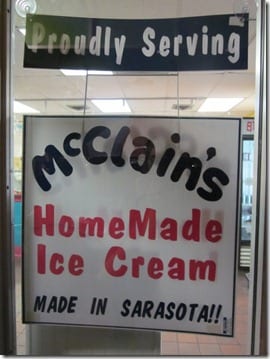 Proudly Serving
McClain's
HomeMade
Ice Cream
MADE IN SARASOTA!!